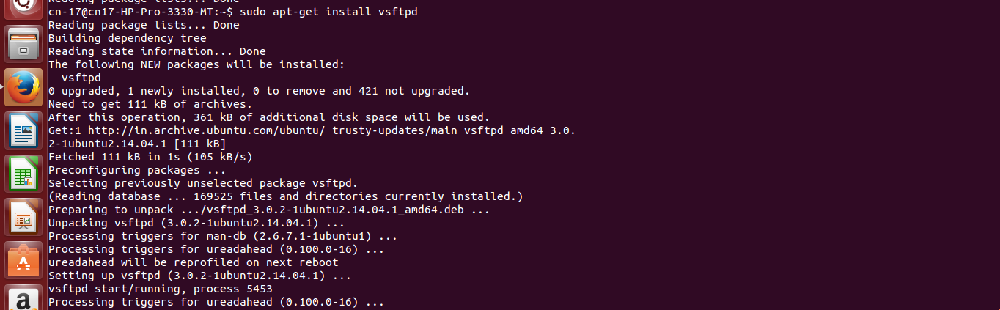 Reading package lists... Done
cn-17@cn17-HP-Pro-3330-MT:~$ sudo apt-get install vsftpd
Reading package lists... Done
Building dependency tree
Reading state information... Done
The following NEW packages will be installed:
  vsftpd
0 upgraded, 1 newly installed, 0 to remove and 421 not upgraded.
Need to get 111 kB of archives.
After this operation, 361 kB of additional disk space will be used.
Get:1 http://in.archive.ubuntu.com/ubuntu/ trusty-updates/main vsftpd amd64 3.0.
2-1ubuntu2.14.04.1 [111 kB]
Fetched 111 kB in 1s (105 kB/s)
Preconfiguring packages ...
Selecting previously unselected package vsftpd.
(Reading database ... 169525 files and directories currently installed.)
Preparing to unpack .../vsftpd_3.0.2-1ubuntu2.14.04.1_amd64.deb ...
Unpacking vsftpd (3.0.2-1ubuntu2.14.04.1) ...
Processing triggers for man-db (2.6.7.1-1ubuntu1) ...
Processing triggers for ureadahead (0.100.0-16) ...
ureadahead will be reprofiled on next reboot
Setting up vsftpd (3.0.2-1ubuntu2.14.04.1) ...
vsftpd start/running, process 5453
Processing triggers for ureadahead (0.100.0-16) ...